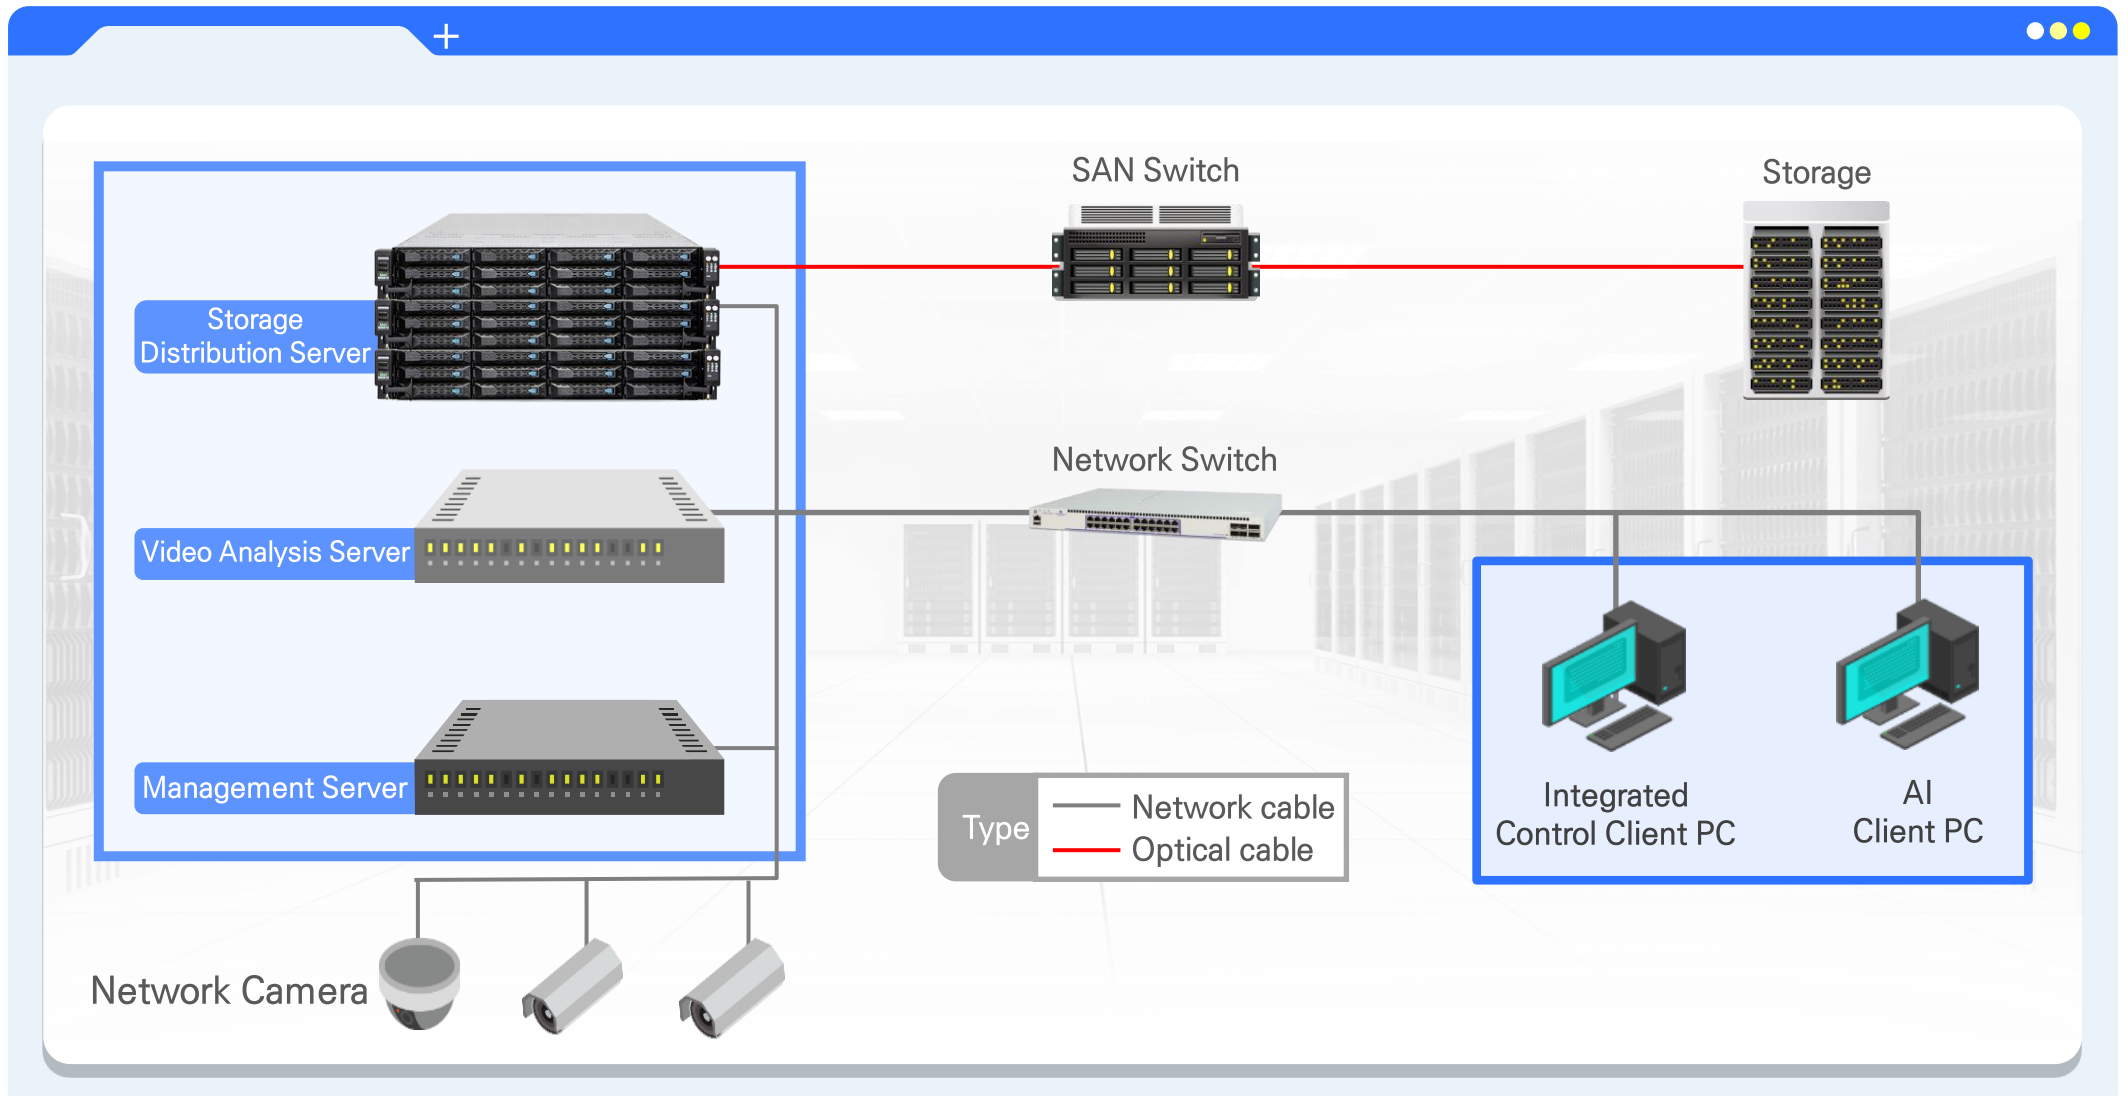 SAN Switch
Storage
Storage
Distribution Server
Network Switch
Video Analysis Server
Management Server
Type
Network cable
Optical cable
Integrated
Control Client PC
AI
Client PC
Network Camera